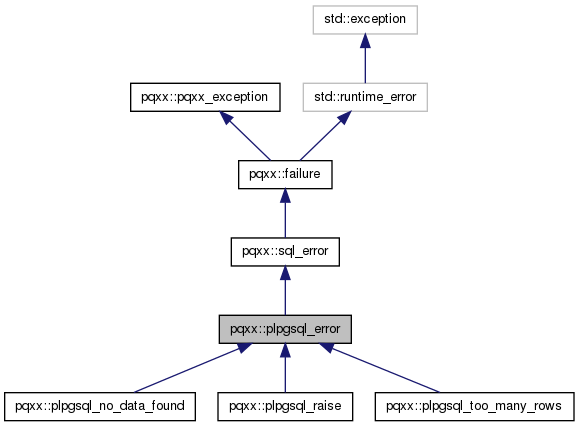 std::exception
pqxx::pqxx_exception
std::runtime_error
pqxx::failure
pqxx::sql_error
pqxx::plpgsql_error
pqxx::plpgsql_no_data_found
pqxx::plpgsql_raise
pqxx::plpgsql_too_many_rows